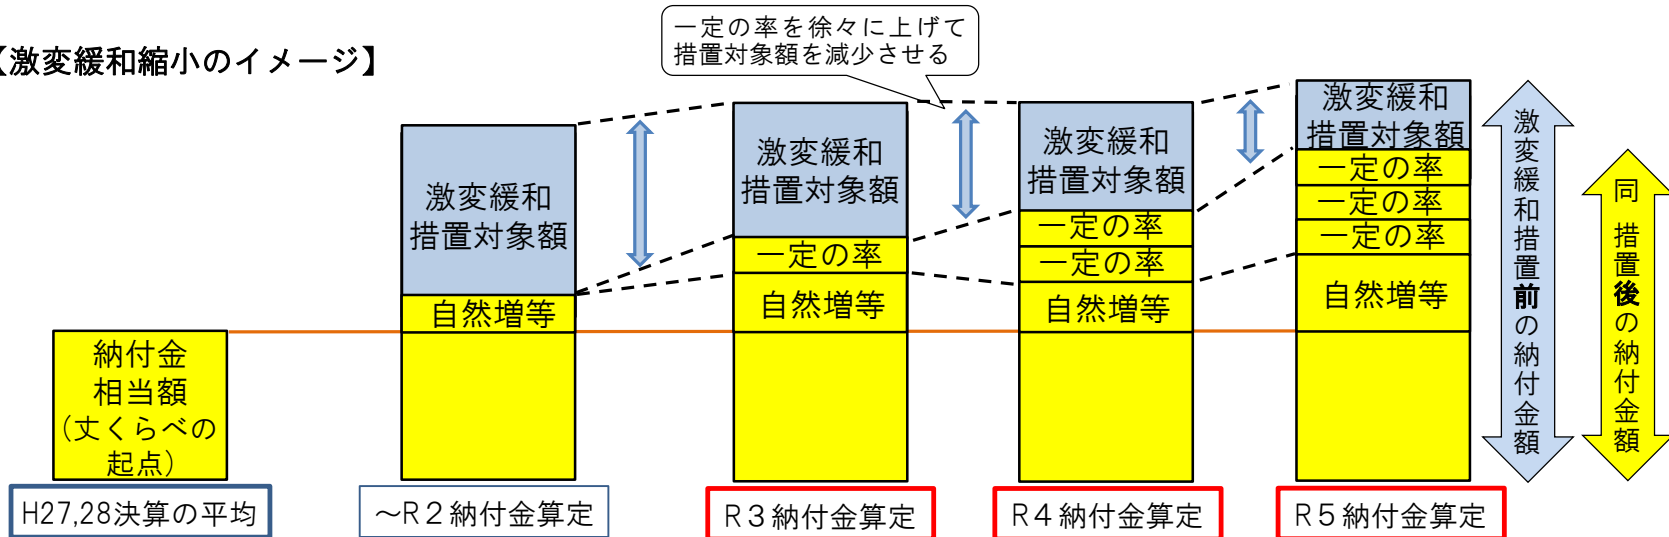 【激変緩和縮小のイメージ】
一定の率を徐々に上げて
措置対象額を減少させる
納付金
相当額
(丈くらべの
起点)
H27,28決算の平均
激変緩和
措置対象額
自然増等
～R２納付金算定
激変緩和
措置対象額
一定の率
自然増等
R３納付金算定
激変緩和
措置対象額
一定の率
一定の率
自然増等
R４納付金算定
激変緩和
措置対象額
一定の率
一定の率
一定の率
自然増等
R５納付金算定
激変緩和措置前の納付金額
同 措置後の納付金額